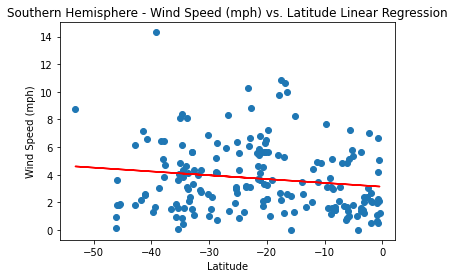 Southern Hemisphere - Wind Speed (mph) vs. Latitude Linear Regression
14
12
10
8
6
4
2
0
Wind Speed (mph)
−50 −40 −30 −20 −10 0
Latitude